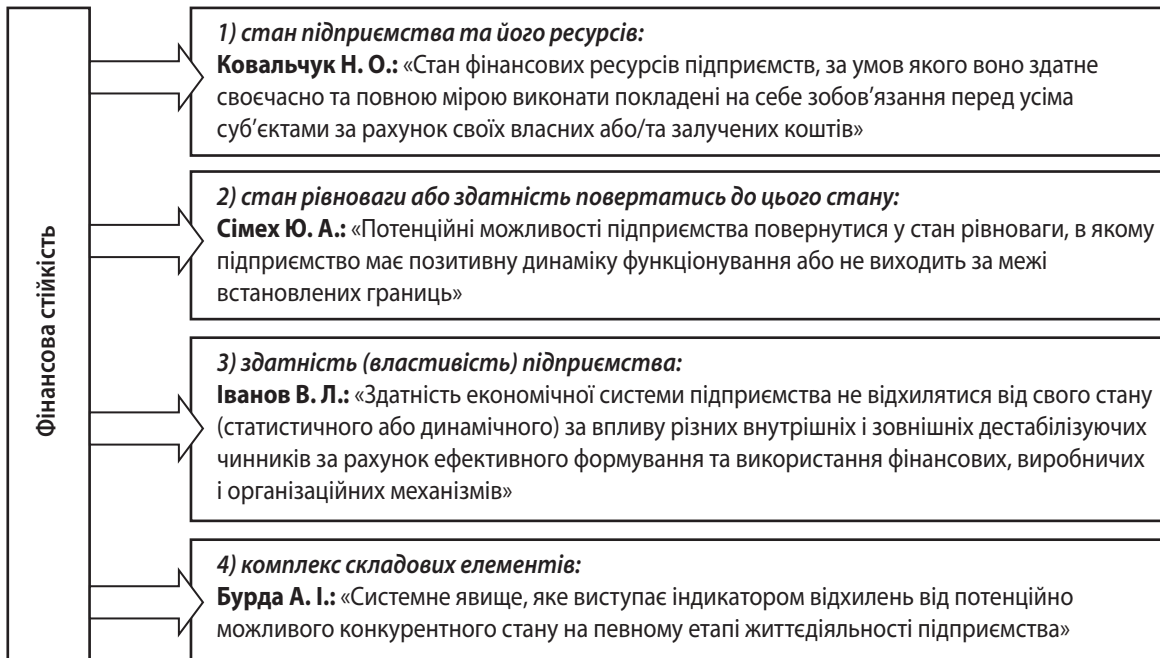 Фінансова стійкість
1) стан підприємства та його ресурсів:
Ковальчук Н. О.: «Стан фінансових ресурсів підприємств, за умов якого воно здатне
своєчасно та повною мірою виконати покладені на себе зобов’язання перед усіма
суб’єктами за рахунок своїх власних або/та залучених коштів»
2) стан рівноваги або здатність повертатись до цього стану:
Сімех Ю. А.: «Потенційні можливості підприємства повернутися у стан рівноваги, в якому
підприємство має позитивну динаміку функціонування або не виходить за межі
встановлених границь»
3) здатність (властивість) підприємства:
Іванов В. Л.: «Здатність економічної системи підприємства не відхилятися від свого стану
(статистичного або динамічного) за впливу різних внутрішніх і зовнішніх дестабілізуючих
чинників за рахунок ефективного формування та використання фінансових, виробничих
і організаційних механізмів»
4) комплекс складових елементів:
Бурда А. І.: «Системне явище, яке виступає індикатором відхилень від потенційно
можливого конкурентного стану на певному етапі життєдіяльності підприємства»